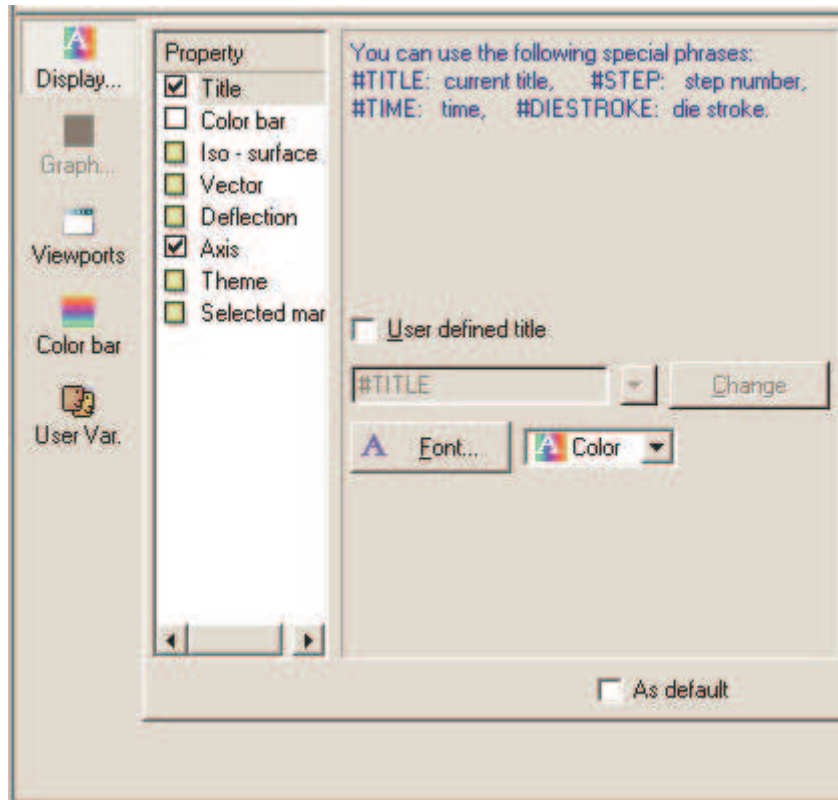 Display...
Graph...
Viewports
Color bar
User Var.
Property
Title
Color bar
Iso - surface
Vector
Deflection
Axis
Theme
Selected mar
You can use the following special phrases:
#TITLE: current title, #STEP: step number,
#TIME: time, #DIESTROKE: die stroke.
User defined title
#TITLE
Change
Font...
Color
As default